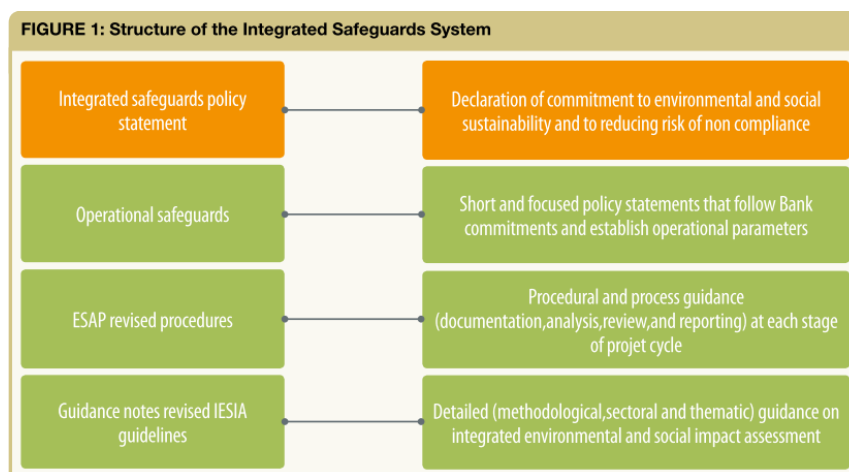 FIGURE 1: Structure of the Integrated Safeguards System
Integrated safeguards policy
statement
Declaration of commitment to environmental and social
sustainability and to reducing risk of non compliance
Operational safeguards
Short and focused policy statements that follow Bank
commitments and establish operational parameters
ESAP revised procedures
Procedural and process guidance
(documentation,analysis,review,and reporting) at each stage
of projet cycle
Guidance notes revised IESIA
guidelines
Detailed (methodological,sectoral and thematic) guidance on
integrated environmental and social impact assessment